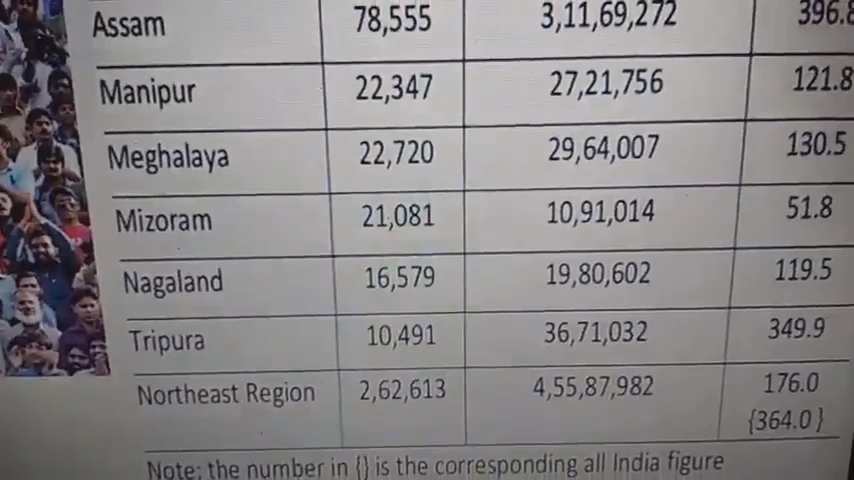 Assam 78,555 3,11,69,272 396.8
Manipur 22,347 27,21,756 121.8
Meghalaya 22,720 29,64,007 130.5
Mizoram 21,081 10,91,014 51.8
Nagaland 16,579 19,80,602 119.5
Tripura 10,491 36,71,032 349.9
Northeast Region 2,62,613 4,55,87,982 176.0
{364.0}
Note: the number in {} is the corresponding all India figure